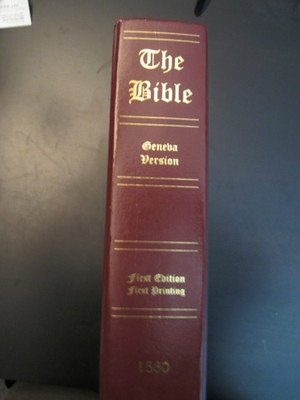 The
Bible
Geneva
Version
First Edition
First Printing
1560